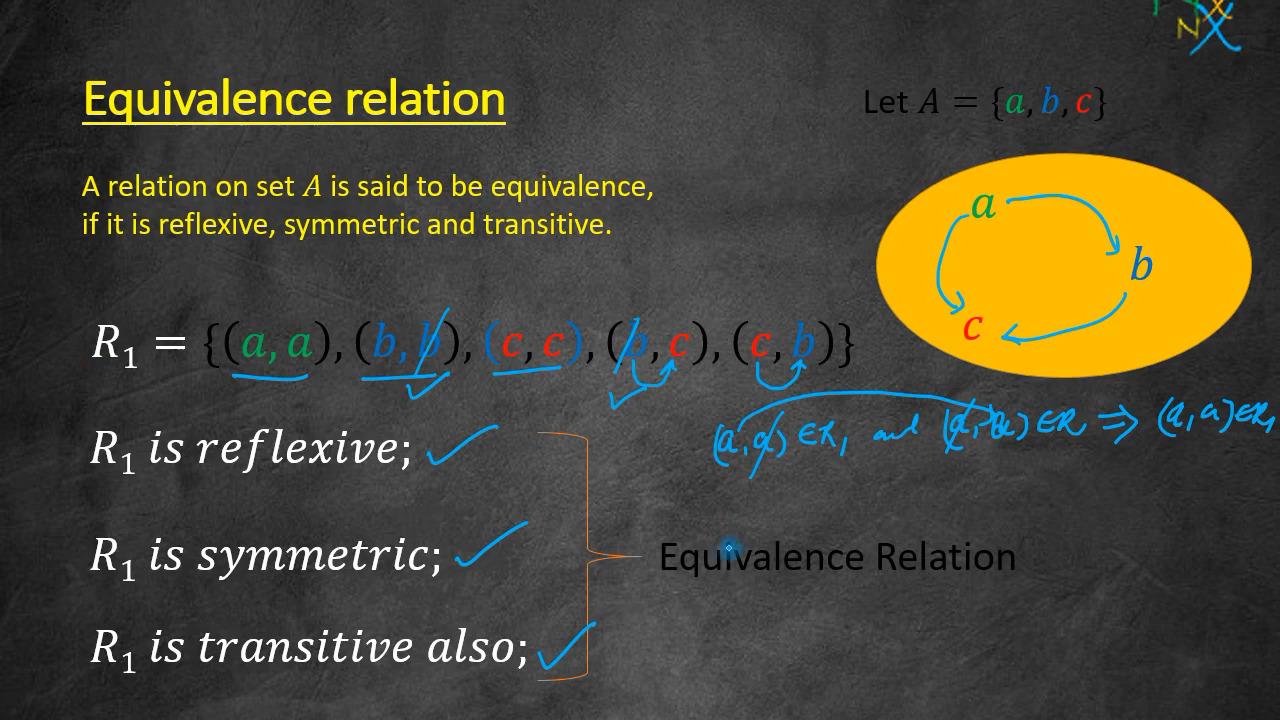 Equivalence relation
Let A = {a, b, c}
A relation on set A is said to be equivalence,
if it is reflexive, symmetric and transitive.
a
b
c
R₁ = {(a, a), (b, b), (c, c), (b, c), (c, b)}
(a, a) ∈ R₁ and (a, a) ∈ R ⇒ (a, a) ∈ R₁
R₁ is reflexive;
R₁ is symmetric;
Equivalence Relation
R₁ is transitive also;